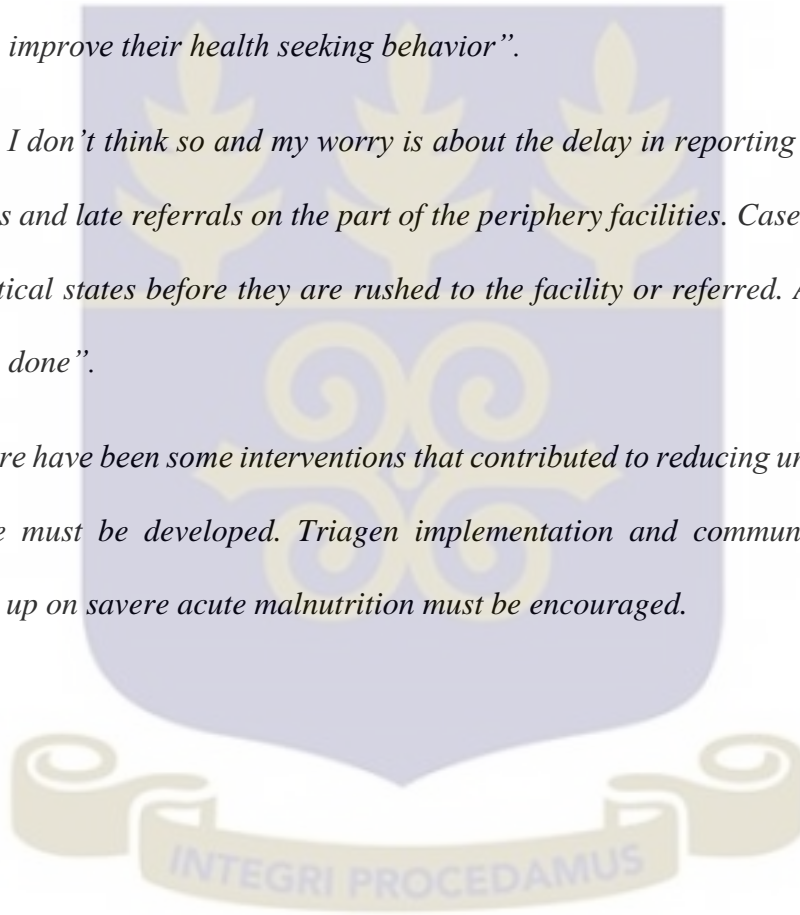 improve their health seeking behavior”.
I don’t think so and my worry is about the delay in reporting
s and late referrals on the part of the periphery facilities. Case
tical states before they are rushed to the facility or referred. A
done”.
re have been some interventions that contributed to reducing un
e must be developed. Triagen implementation and commun
up on savere acute malnutrition must be encouraged.
INTEGRI PROCEDAMUS